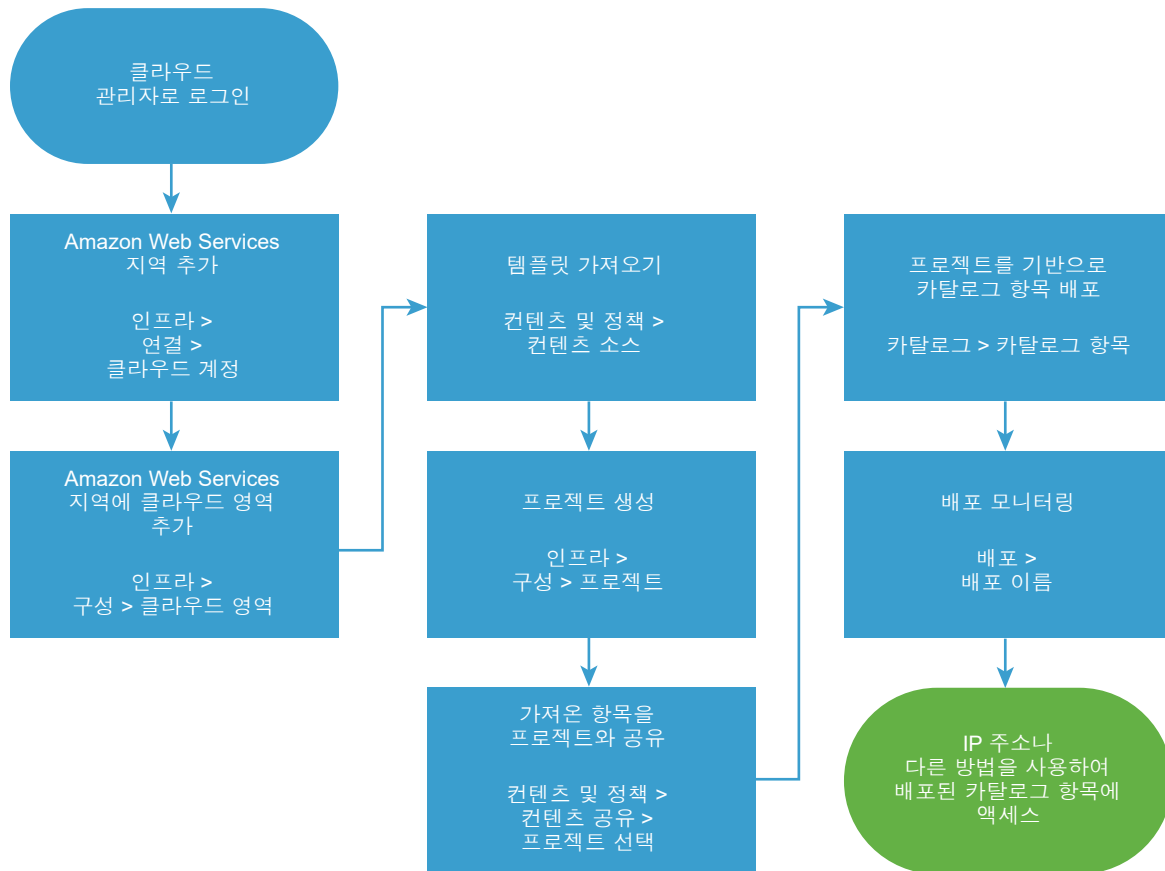 클라우드
관리자로 로그인
Amazon Web Services
지역 추가
인프라 >
연결 >
클라우드 계정
Amazon Web Services
지역에 클라우드 영역
추가
인프라 >
구성 > 클라우드 영역
템플릿 가져오기
컨텐츠 및 정책 >
컨텐츠 소스
프로젝트 생성
인프라 >
구성 > 프로젝트
가져온 항목을
프로젝트와 공유
컨텐츠 및 정책 >
컨텐츠 공유 >
프로젝트 선택
프로젝트를 기반으로
카탈로그 항목 배포
카탈로그 > 카탈로그 항목
배포 모니터링
배포 >
배포 이름
IP 주소나
다른 방법을 사용하여
배포된 카탈로그 항목에
액세스